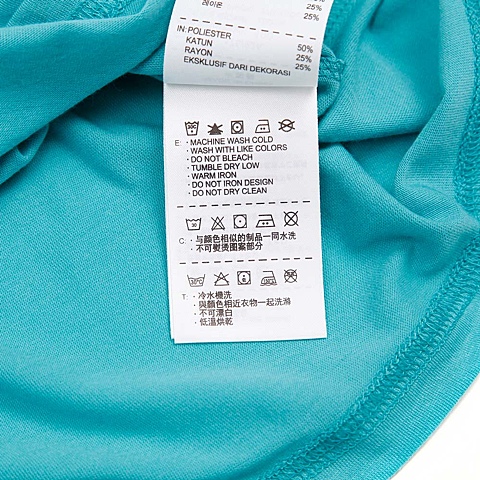 레이온 25%
25%
IN:POLIESTER
KATUN 50%
RAYON 25%
EKSKLUSIF DARI DEKORASI 25%
E: · MACHINE WASH COLD
· WASH WITH LIKE COLORS
· DO NOT BLEACH
· TUMBLE DRY LOW
· WARM IRON
· DO NOT IRON DESIGN
· DO NOT DRY CLEAN
C: · 与颜色相似的制品一同水洗
· 不可熨烫图案部分
T: · 冷水機洗
· 與顏色相近衣物一起洗滌
· 不可漂白
· 低溫烘乾